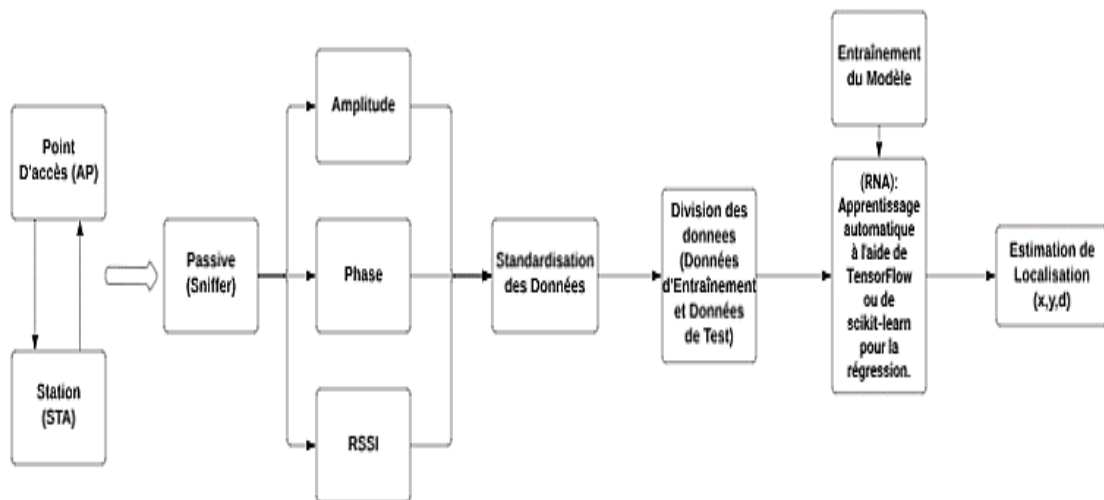 Point
D'accès (AP)
Station
(STA)
Passive
(Sniffer)
Amplitude
Phase
RSSI
Standardisation
des Données
Division des
donnees
(Données
d'Entraînement
et Données
de Test)
Entraînement
du Modèle
(RNA):
Apprentissage
automatique
à l'aide de
TensorFlow
ou de
scikit-learn
pour la
régression.
Estimation de
Localisation
(x,y,d)